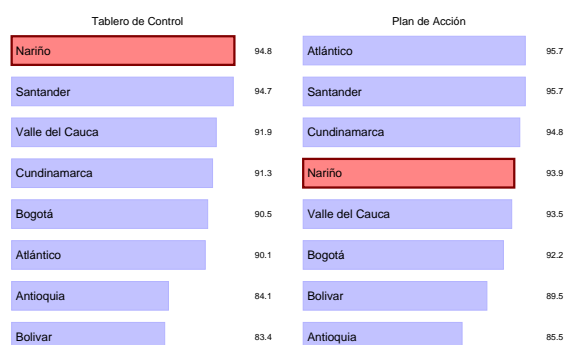 Tablero de Control
Nariño 94.8
Santander 94.7
Valle del Cauca 91.9
Cundinamarca 91.3
Bogotá 90.5
Atlántico 90.1
Antioquia 84.1
Bolivar 83.4
Plan de Acción
Atlántico 95.7
Santander 95.7
Cundinamarca 94.8
Nariño 93.9
Valle del Cauca 93.5
Bogotá 92.2
Bolivar 89.5
Antioquia 85.5